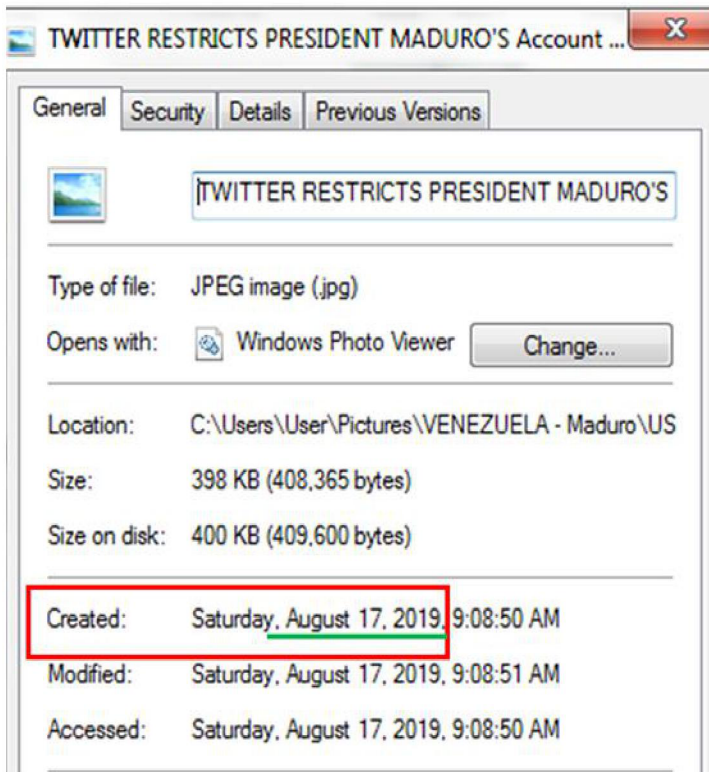 TWITTER RESTRICTS PRESIDENT MADURO'S Account ...
General Security Details Previous Versions
TWITTER RESTRICTS PRESIDENT MADURO'S
Type of file: JPEG image (.jpg)
Opens with: Windows Photo Viewer Change...
Location: C:\Users\User\Pictures\VENEZUELA - Maduro\US
Size: 398 KB (408,365 bytes)
Size on disk: 400 KB (409,600 bytes)
Created: Saturday, August 17, 2019, 9:08:50 AM
Modified: Saturday, August 17, 2019, 9:08:51 AM
Accessed: Saturday, August 17, 2019, 9:08:50 AM